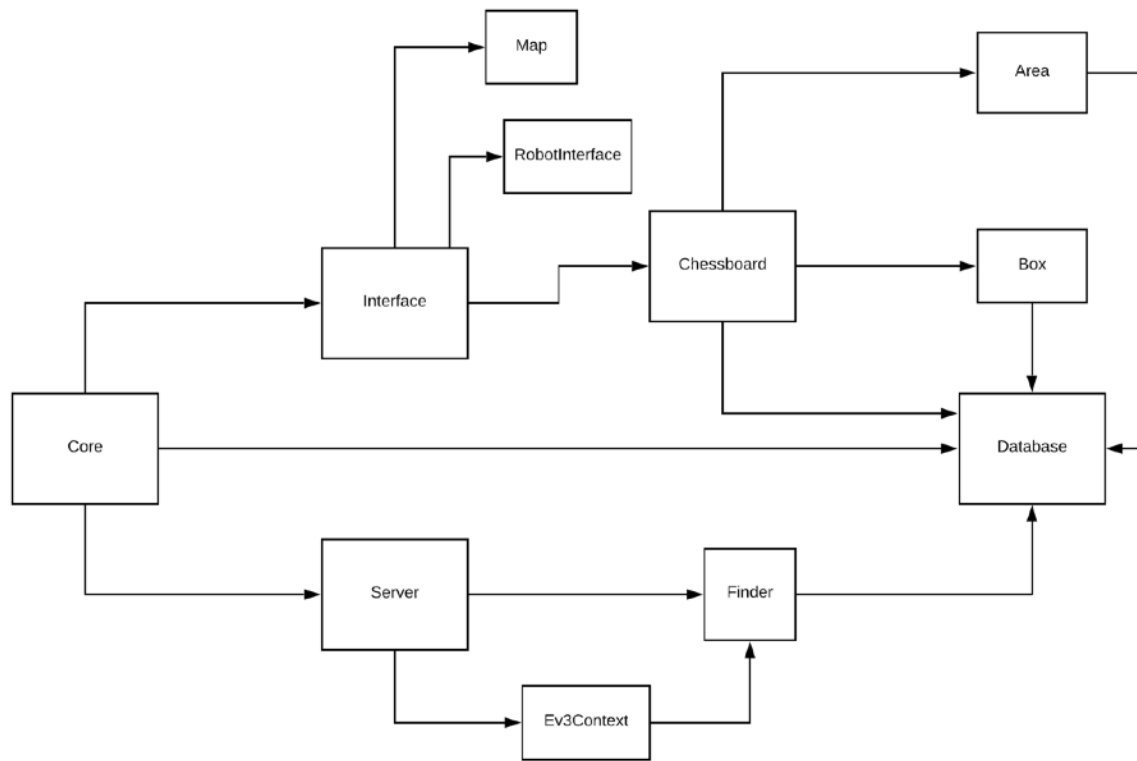 Map
Area
RobotInterface
Chessboard
Box
Interface
Core
Database
Server
Finder
Ev3Context